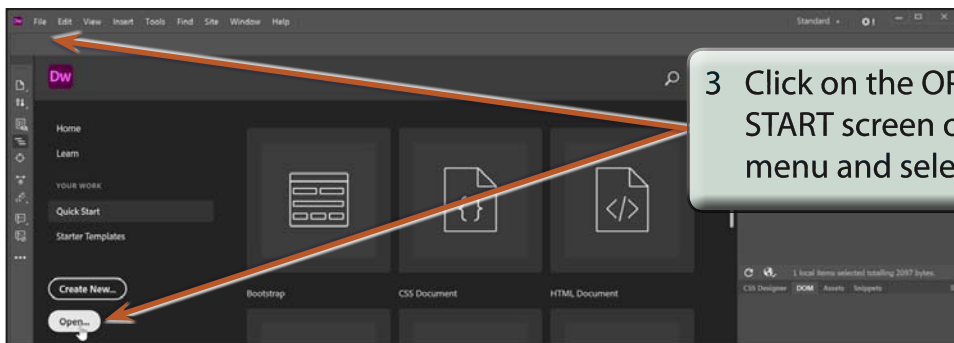 Dw File Edit View Insert Tools Find Site Window Help Standard
Dw
3 Click on the OP
START screen o
menu and sele
Home
Learn
YOUR WORK
Quick Start
Starter Templates
Create New...
Open...
Bootstrap CSS Document HTML Document
1 local items selected totalling 2097 bytes.
CSS Designer DOM Assets Snippets